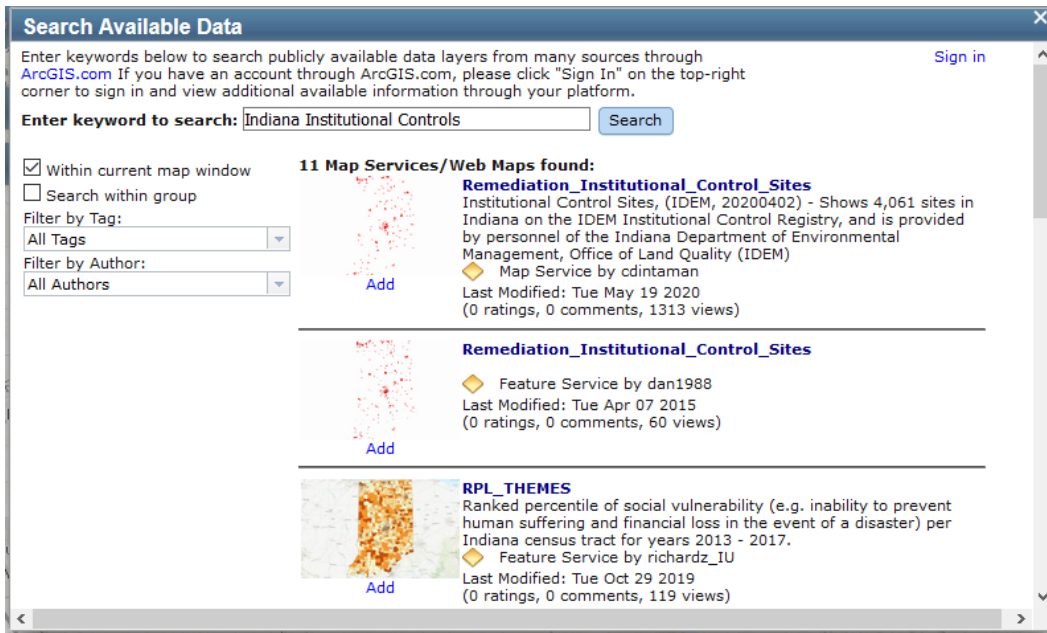 Search Available Data
Enter keywords below to search publicly available data layers from many sources through
ArcGIS.com If you have an account through ArcGIS.com, please click "Sign In" on the top-right
corner to sign in and view additional available information through your platform.
Sign in
Enter keyword to search: Indiana Institutional Controls Search
Within current map window
Search within group
Filter by Tag:
All Tags
Filter by Author:
All Authors
11 Map Services/Web Maps found:
Remediation_Institutional_Control_Sites
Institutional Control Sites, (IDEM, 20200402) - Shows 4,061 sites in
Indiana on the IDEM Institutional Control Registry, and is provided
by personnel of the Indiana Department of Environmental
Management, Office of Land Quality (IDEM)
Map Service by cdintaman
Last Modified: Tue May 19 2020
(0 ratings, 0 comments, 1313 views)
Add
Remediation_Institutional_Control_Sites
Feature Service by dan1988
Last Modified: Tue Apr 07 2015
(0 ratings, 0 comments, 60 views)
Add
RPL_THEMES
Ranked percentile of social vulnerability (e.g. inability to prevent
human suffering and financial loss in the event of a disaster) per
Indiana census tract for years 2013 - 2017.
Feature Service by richardz_IU
Last Modified: Tue Oct 29 2019
(0 ratings, 0 comments, 119 views)
Add